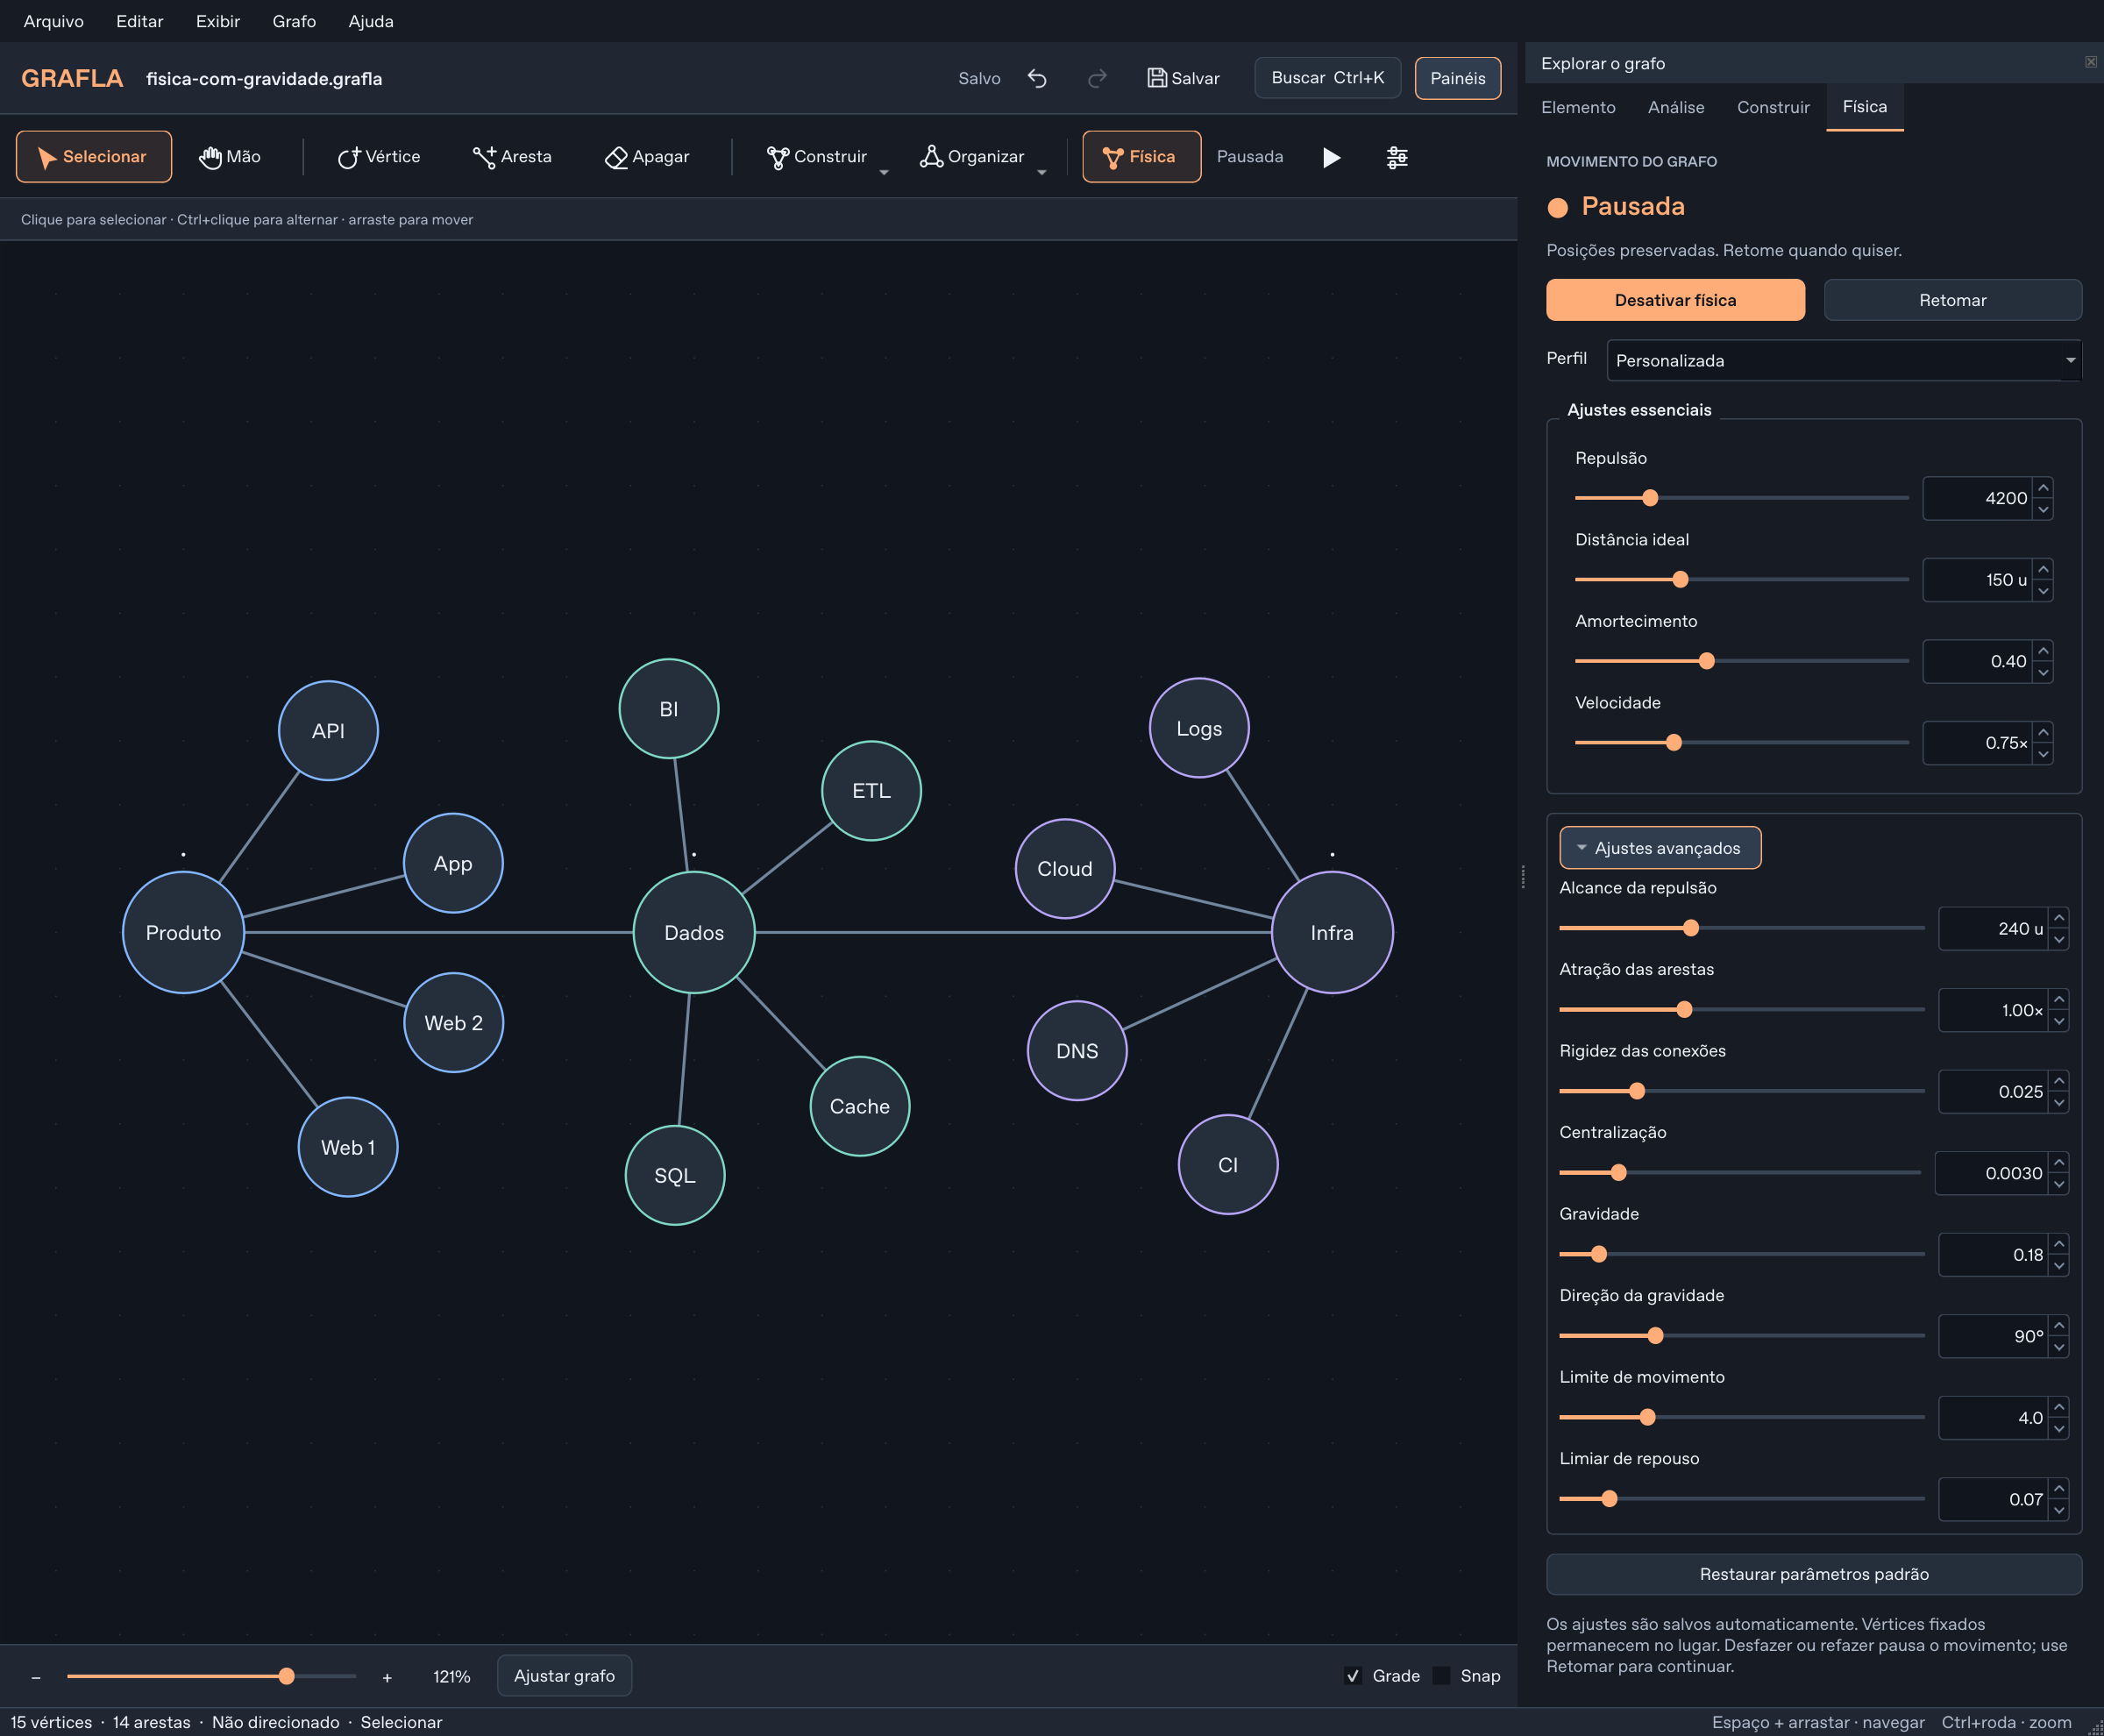 Arquivo Editar Exibir Grafo Ajuda
GRAFLA fisica-com-gravidade.grafla
Salvo Salvar Buscar Ctrl+K Painéis
Selecionar Mão Vértice Aresta Apagar Construir Organizar Física Pausada
Clique para selecionar · Ctrl+clique para alternar · arraste para mover
BI
API
Logs
ETL
App
Cloud
Produto
Dados
Infra
Web 2
DNS
Cache
Web 1
CI
SQL
− + 121% Ajustar grafo
Grade Snap
15 vértices · 14 arestas · Não direcionado · Selecionar
Espaço + arrastar · navegar Ctrl+roda · zoom
Explorar o grafo
Elemento Análise Construir Física
MOVIMENTO DO GRAFO
Pausada
Posições preservadas. Retome quando quiser.
Desativar física Retomar
Perfil Personalizada
Ajustes essenciais
Repulsão
4200
Distância ideal
150 u
Amortecimento
0.40
Velocidade
0.75×
Ajustes avançados
Alcance da repulsão
240 u
Atração das arestas
1.00×
Rigidez das conexões
0.025
Centralização
0.0030
Gravidade
0.18
Direção da gravidade
90°
Limite de movimento
4.0
Limiar de repouso
0.07
Restaurar parâmetros padrão
Os ajustes são salvos automaticamente. Vértices fixados
permanecem no lugar. Desfazer ou refazer pausa o movimento; use
Retomar para continuar.